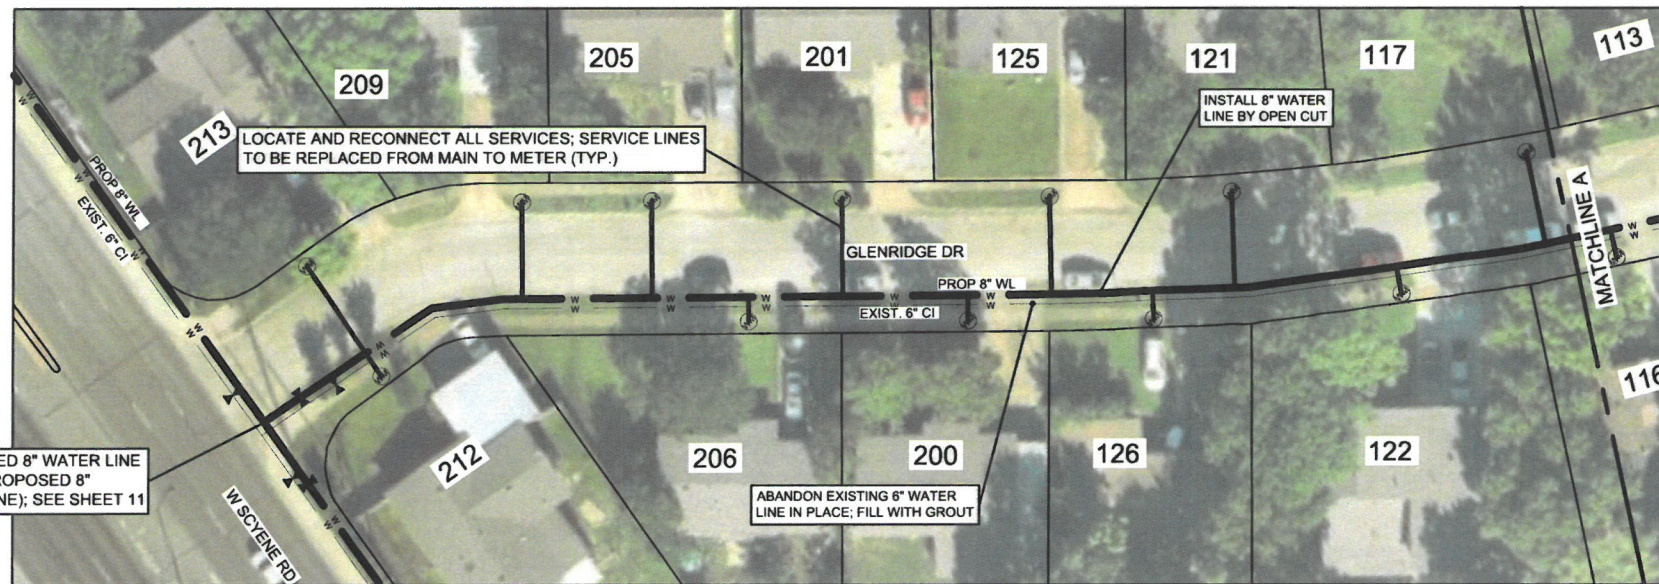 205
201
125
121
117
113
209
213
LOCATE AND RECONNECT ALL SERVICES; SERVICE LINES
TO BE REPLACED FROM MAIN TO METER (TYP.)
INSTALL 8" WATER
LINE BY OPEN CUT
PROP 8" WL
EXIST. 6" CI
GLENRIDGE DR
PROP 8" WL
EXIST. 6" CI
MATCHLINE A
116
ED 8" WATER LINE
ROPOSED 8"
NE); SEE SHEET 11
212
206
200
126
122
ABANDON EXISTING 6" WATER
LINE IN PLACE; FILL WITH GROUT
W SCYENE RD